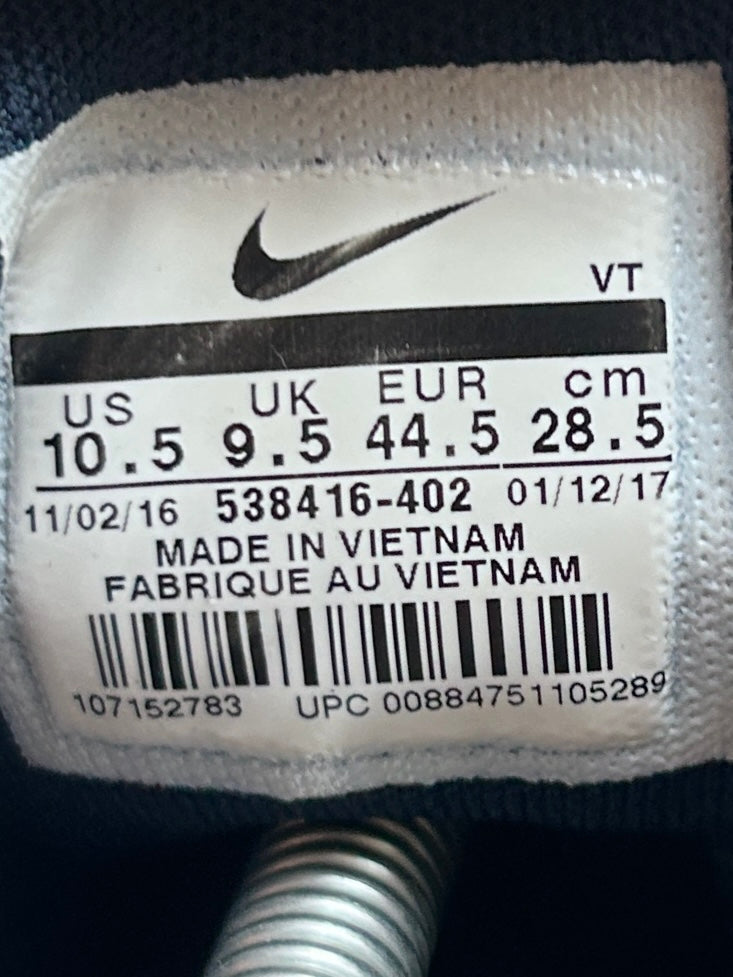 VT
US UK EUR cm
10.5 9.5 44.5 28.5
11/02/16 538416-402 01/12/17
MADE IN VIETNAM
FABRIQUE AU VIETNAM
107152783 UPC 00884751105289